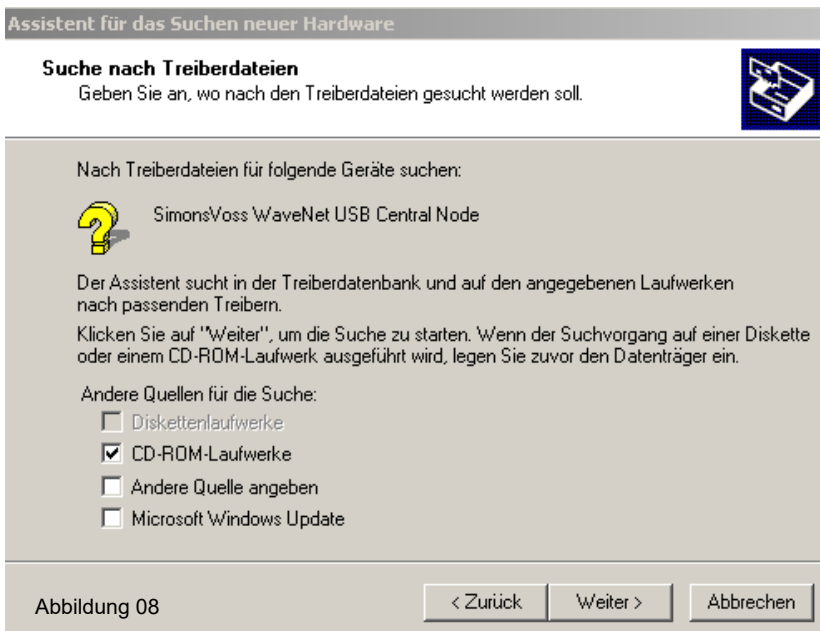 Assistent für das Suchen neuer Hardware
Suche nach Treiberdateien
Geben Sie an, wo nach den Treiberdateien gesucht werden soll.
Nach Treiberdateien für folgende Geräte suchen:
SimonsVoss WaveNet USB Central Node
Der Assistent sucht in der Treiberdatenbank und auf den angegebenen Laufwerken
nach passenden Treibern.
Klicken Sie auf "Weiter", um die Suche zu starten. Wenn der Suchvorgang auf einer Diskette
oder einem CD-ROM-Laufwerk ausgeführt wird, legen Sie zuvor den Datenträger ein.
Andere Quellen für die Suche:
Diskettenlaufwerke
CD-ROM-Laufwerke
Andere Quelle angeben
Microsoft Windows Update
Abbildung 08
< Zurück
Weiter >
Abbrechen